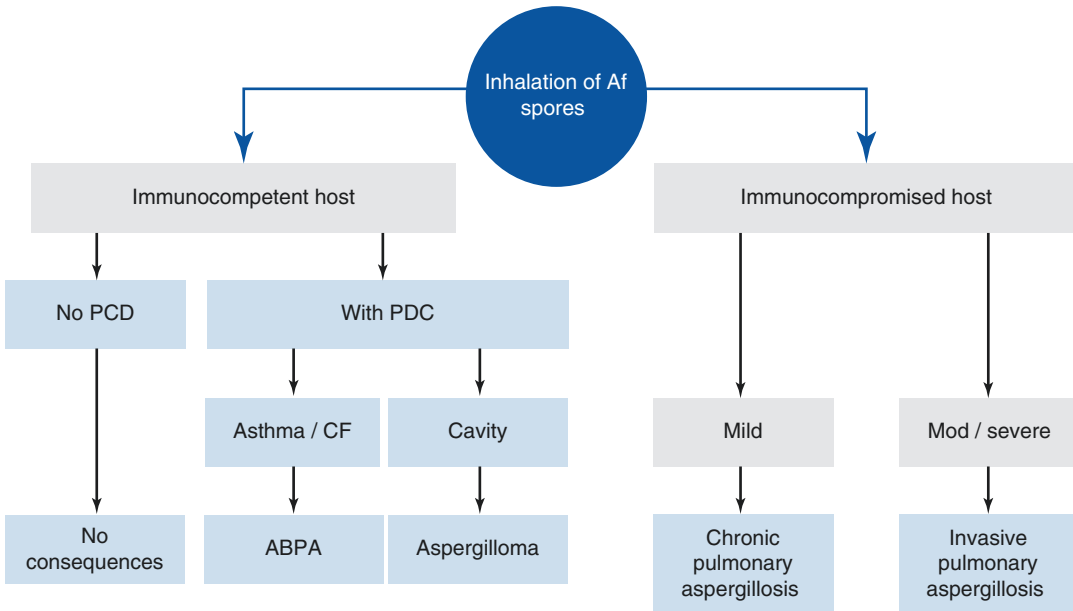 Inhalation of Af
spores
Immunocompetent host
Immunocompromised host
No PCD
With PDC
Asthma / CF
Cavity
Mild
Mod / severe
No
consequences
ABPA
Aspergilloma
Chronic
pulmonary
aspergillosis
Invasive
pulmonary
aspergillosis